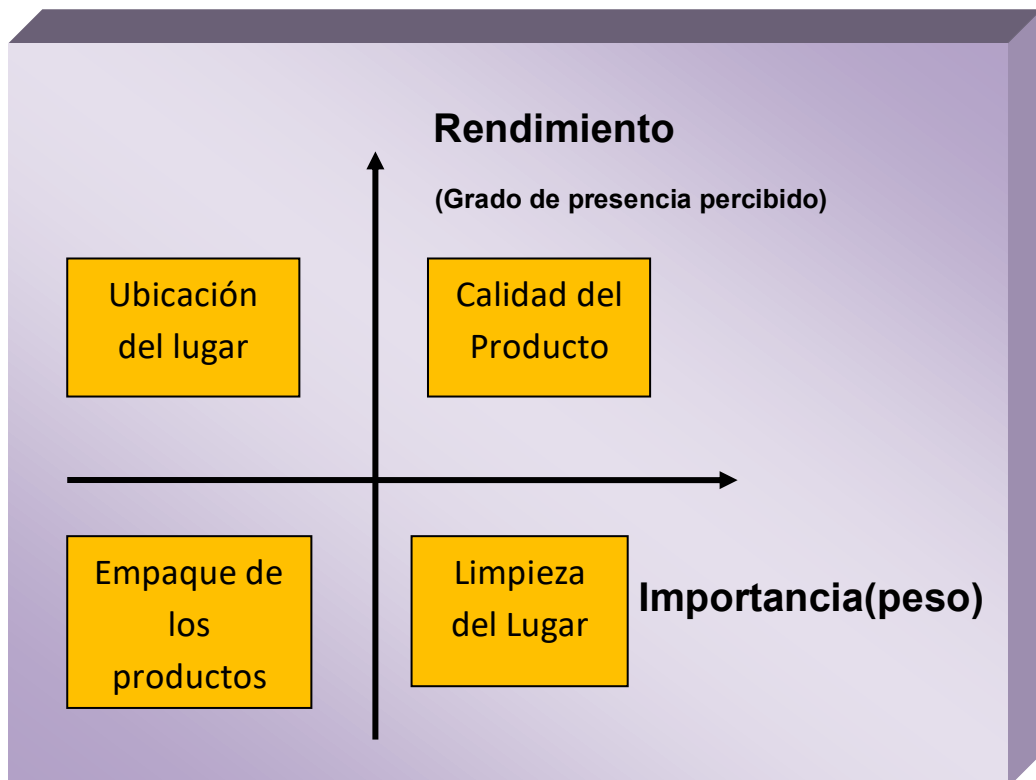 Rendimiento
(Grado de presencia percibido)
Ubicación
del lugar
Calidad del
Producto
Empaque de
los
productos
Limpieza
del Lugar
Importancia(peso)